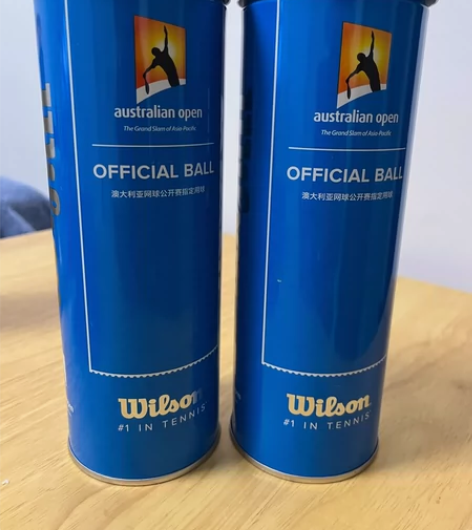 australian open
The Grand Slam of Asia-Pacific
OFFICIAL BALL
澳大利亚网球公开赛指定用球
Wilson
#1 IN TENNIS
australian open
The Grand Slam of Asia-Pacific
OFFICIAL BALL
澳大利亚网球公开赛指定用球
Wilson
#1 IN TENNIS